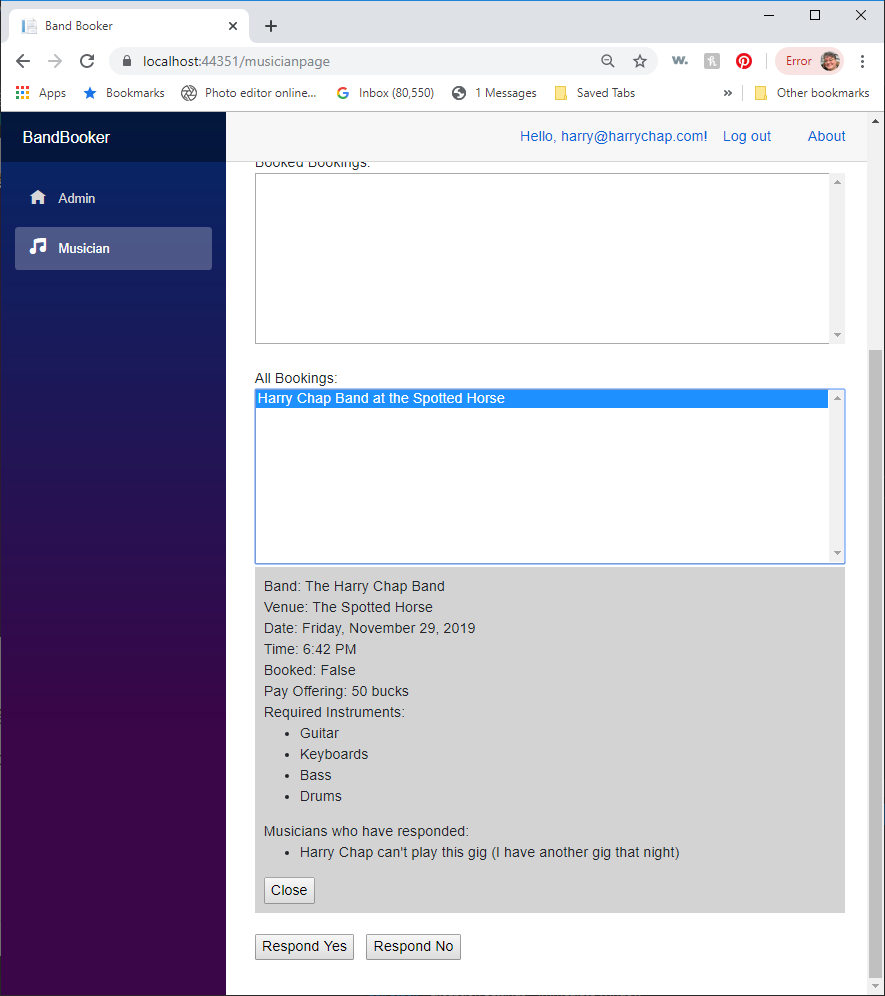 Band Booker
localhost:44351/musicianpage
Error
Apps
Bookmarks
Photo editor online...
Inbox (80,550)
1 Messages
Saved Tabs
»
Other bookmarks
BandBooker
Hello, harry@harrychap.com!
Log out
About
Admin
Musician
Booked Bookings:
All Bookings:
Harry Chap Band at the Spotted Horse
Band: The Harry Chap Band
Venue: The Spotted Horse
Date: Friday, November 29, 2019
Time: 6:42 PM
Booked: False
Pay Offering: 50 bucks
Required Instruments:
• Guitar
• Keyboards
• Bass
• Drums
Musicians who have responded:
• Harry Chap can't play this gig (I have another gig that night)
Close
Respond Yes
Respond No